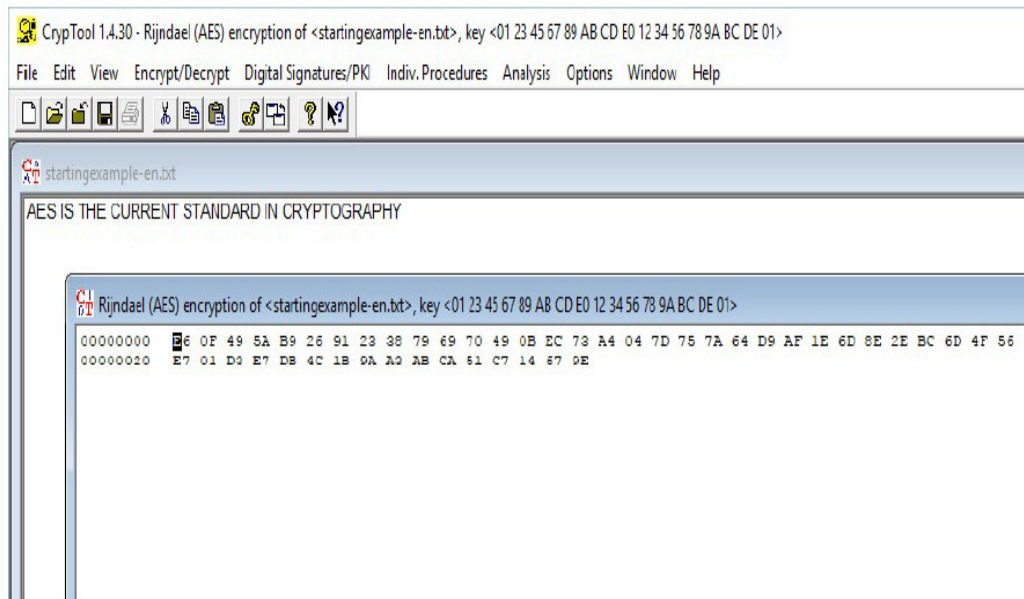 CrypTool 1.4.30 - Rijndael (AES) encryption of <startingexample-en.txt>, key <01 23 45 67 89 AB CD E0 12 34 56 78 9A BC DE 01>
File Edit View Encrypt/Decrypt Digital Signatures/PKI Indiv. Procedures Analysis Options Window Help
startingexample-en.txt
AES IS THE CURRENT STANDARD IN CRYPTOGRAPHY
Rijndael (AES) encryption of <startingexample-en.txt>, key <01 23 45 67 89 AB CD E0 12 34 56 78 9A BC DE 01>
00000000 E6 0F 49 5A B9 26 91 23 38 79 69 70 49 0B EC 73 A4 04 7D 75 7A 64 D9 AF 1E 6D 8E 2E BC 6D 4F 56
00000020 E7 01 E7 DB 4C 1B 9A AB CA 51 C7 14 67 9E